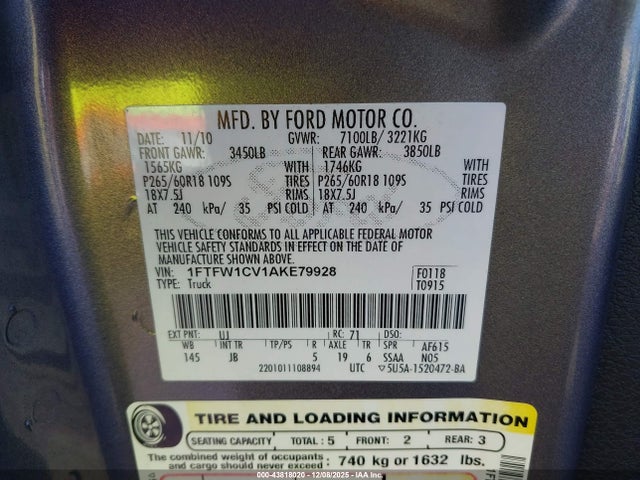 MFD. BY FORD MOTOR CO.
DATE: 11/10 GVWR: 7100LB/ 3221KG
FRONT GAWR: 3450LB REAR GAWR: 3850LB
1565KG WITH 1746KG WITH
P265/60R18 109S TIRES P265/60R18 109S TIRES
18X7.5J 18X7.5J
AT 240 kPa/ 35 PSI COLD AT 240 kPa/ 35 PSI COLD
THIS VEHICLE CONFORMS TO ALL APPLICABLE FEDERAL MOTOR
VEHICLE SAFETY STANDARDS IN EFFECT ON THE DATE OF
MANUFACTURE SHOWN ABOVE.
VIN: 1FTFW1CV1AKE79928 F0118
TYPE: Truck T0915
EXT PNT: UJ RC: 71 DSO:
WB INT TR TP/PS R AXLE TR SPR AF615
145 JB 5 19 6 SSAA N05
2201011108894 UTC 5U5A-1520472-BA
TIRE AND LOADING INFORMATION
SEATING CAPACITY TOTAL : 5 FRONT: 2 REAR: 3
The combined weight of occupants
and cargo should never exceed: 740 kg or 1632 lbs.
000-43818020 - 12/08/2025 - IAAI.com